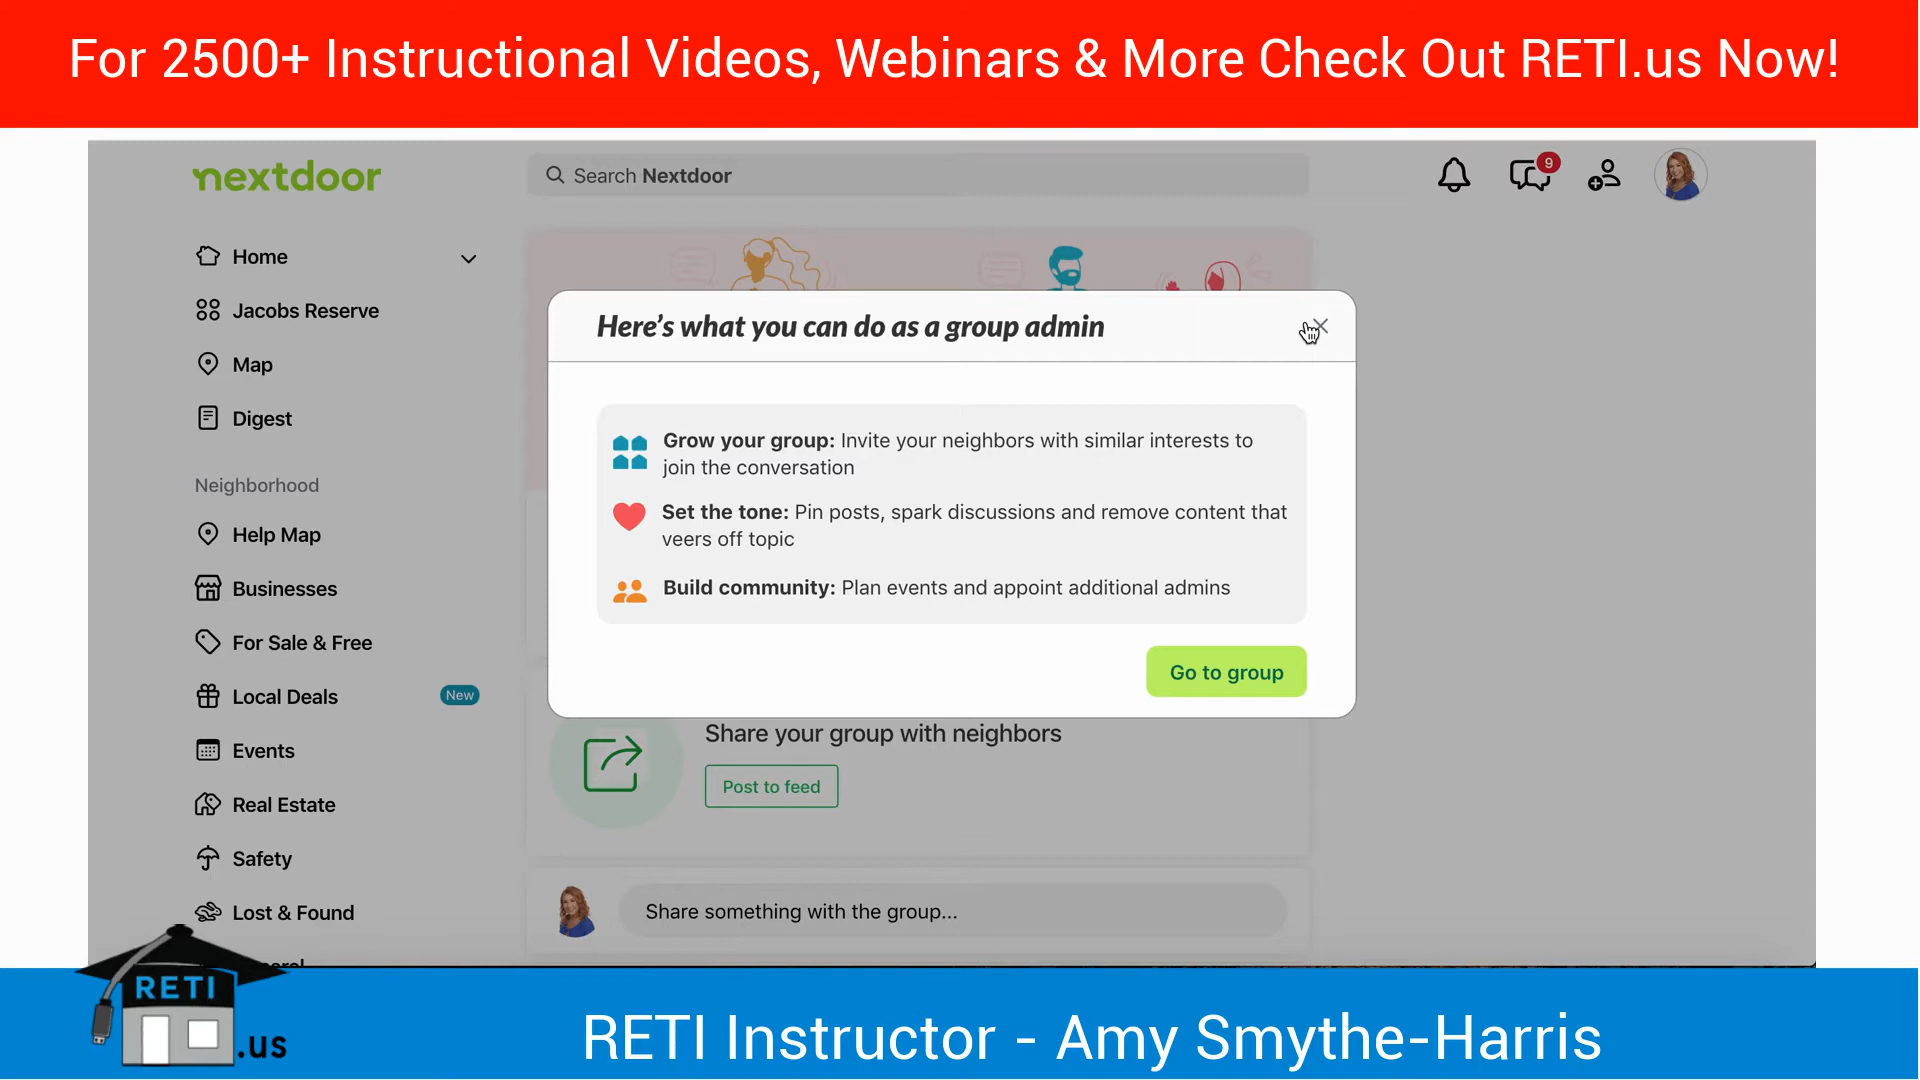 For 2500+ Instructional Videos, Webinars & More Check Out RETI.us Now!
nextdoor
Search Nextdoor
9
Home
Jacobs Reserve
Map
Digest
Neighborhood
Help Map
Businesses
For Sale & Free
Local Deals
New
Events
Real Estate
Safety
Lost & Found
Here's what you can do as a group admin
Grow your group: Invite your neighbors with similar interests to
join the conversation
Set the tone: Pin posts, spark discussions and remove content that
veers off topic
Build community: Plan events and appoint additional admins
Go to group
Share your group with neighbors
Post to feed
Share something with the group...
RETI
.us
RETI Instructor - Amy Smythe-Harris